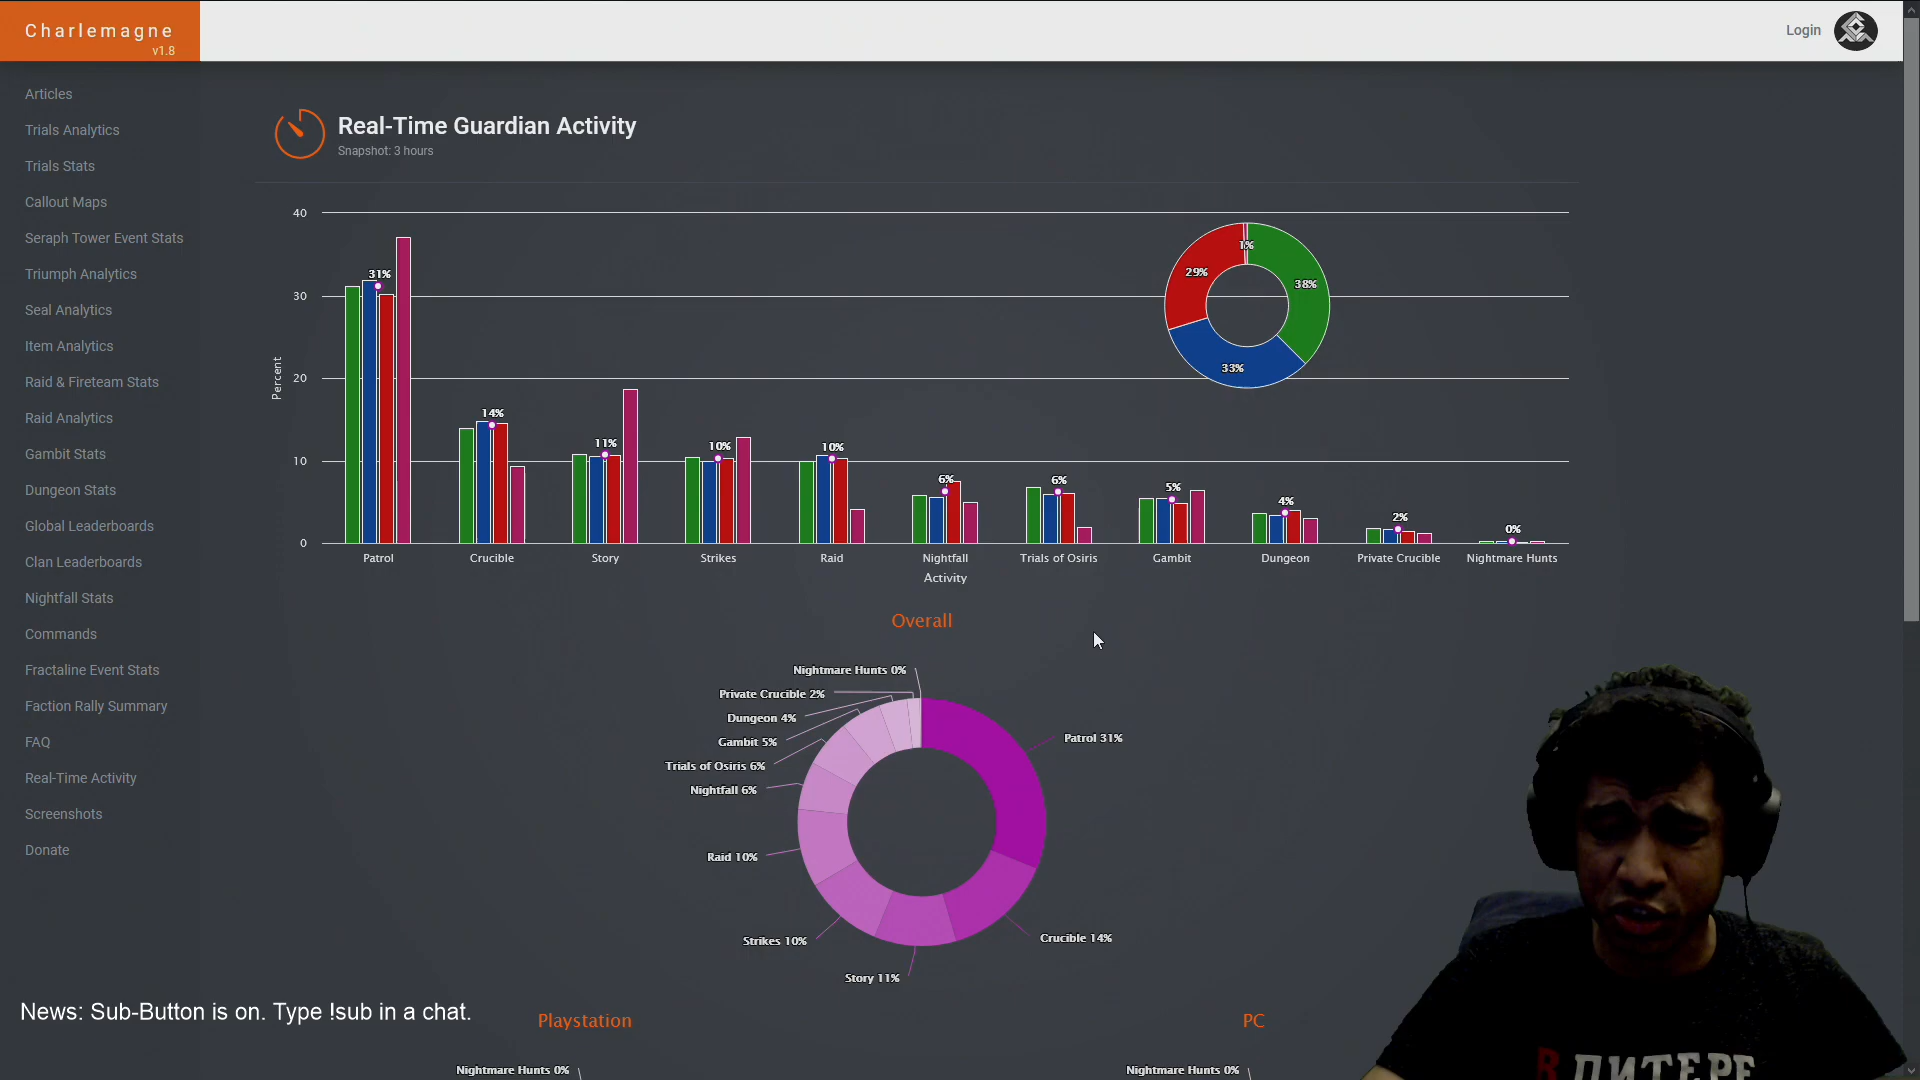 Charlemagne
v1.8
Login
Articles
Trials Analytics
Trials Stats
Callout Maps
Seraph Tower Event Stats
Triumph Analytics
Seal Analytics
Item Analytics
Raid & Fireteam Stats
Raid Analytics
Gambit Stats
Dungeon Stats
Global Leaderboards
Clan Leaderboards
Nightfall Stats
Commands
Fractaline Event Stats
Faction Rally Summary
FAQ
Real-Time Activity
Screenshots
Donate
Real-Time Guardian Activity
Snapshot: 3 hours
Percent
40
30
20
10
0
31%
14%
11%
10%
10%
6%
6%
5%
4%
2%
0%
Patrol
Crucible
Story
Strikes
Raid
Nightfall
Trials of Osiris
Gambit
Dungeon
Private Crucible
Nightmare Hunts
Activity
1%
29%
38%
33%
Overall
Nightmare Hunts 0%
Private Crucible 2%
Dungeon 4%
Gambit 5%
Trials of Osiris 6%
Nightfall 6%
Raid 10%
Strikes 10%
Story 11%
Patrol 31%
Crucible 14%
News: Sub-Button is on. Type !sub in a chat.
Playstation
PC
Nightmare Hunts 0%
Nightmare Hunts 0%
Я ВПИТЕРЕ